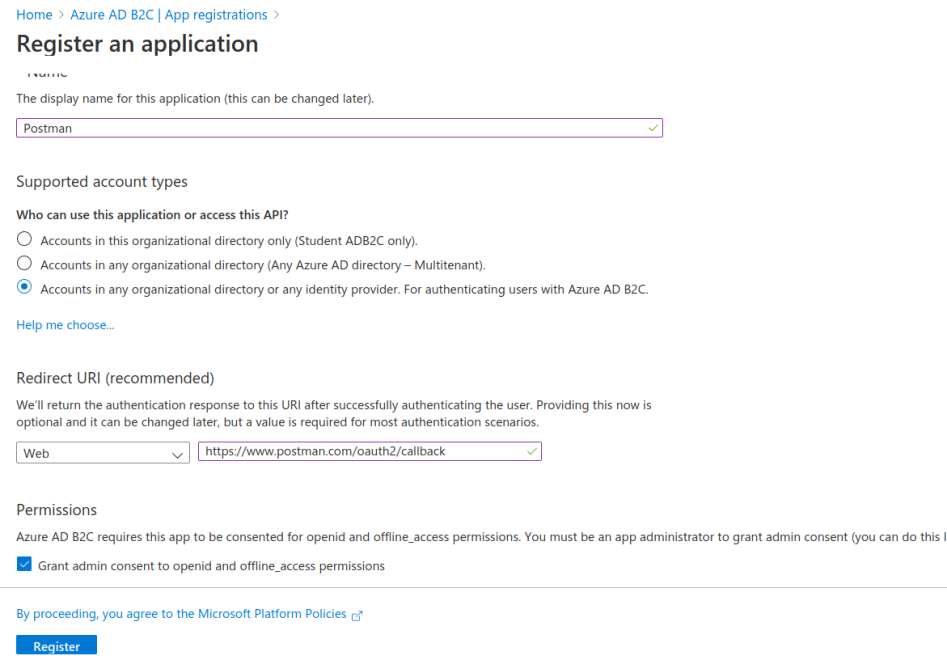 Home > Azure AD B2C | App registrations >
Register an application
Name
The display name for this application (this can be changed later).
Postman
Supported account types
Who can use this application or access this API?
Accounts in this organizational directory only (Student ADB2C only).
Accounts in any organizational directory (Any Azure AD directory – Multitenant).
Accounts in any organizational directory or any identity provider. For authenticating users with Azure AD B2C.
Help me choose...
Redirect URI (recommended)
We'll return the authentication response to this URI after successfully authenticating the user. Providing this now is
optional and it can be changed later, but a value is required for most authentication scenarios.
Web https://www.postman.com/oauth2/callback
Permissions
Azure AD B2C requires this app to be consented for openid and offline_access permissions. You must be an app administrator to grant admin consent (you can do this
Grant admin consent to openid and offline_access permissions
By proceeding, you agree to the Microsoft Platform Policies
Register